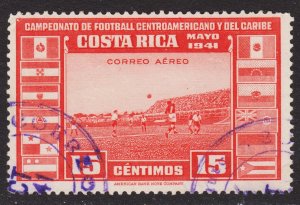 CAMPEONATO DE FOOTBALL CENTROAMERICANO Y DEL CARIBE
COSTA RICA MAYO 1941
CORREO AÉREO
15 CÉNTIMOS 15
AMERICAN BANK NOTE COMPANY.